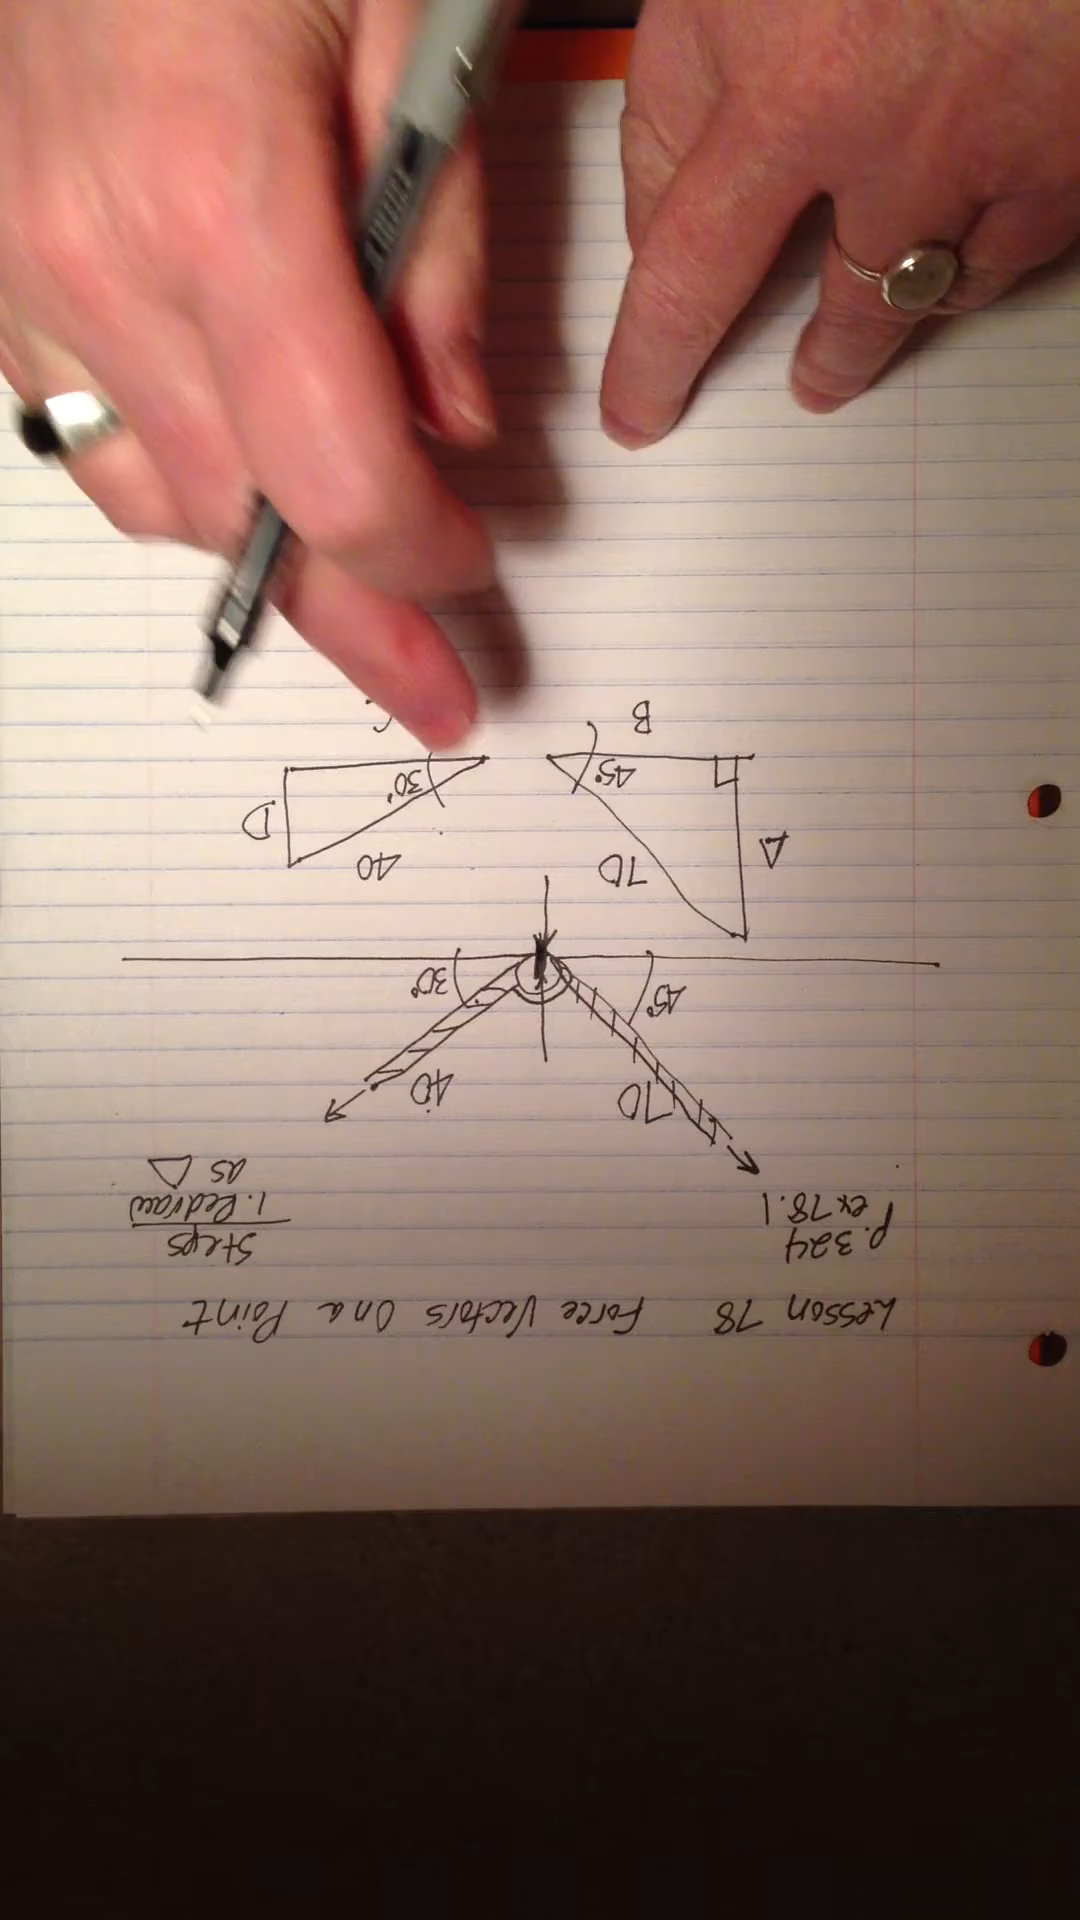 Lesson 78 Force Vectors On a Point
p.324
ex 78.1
Steps
1. Redraw
as △
70
40
45°
30°
70
40
A
45°
30°
D
B
C